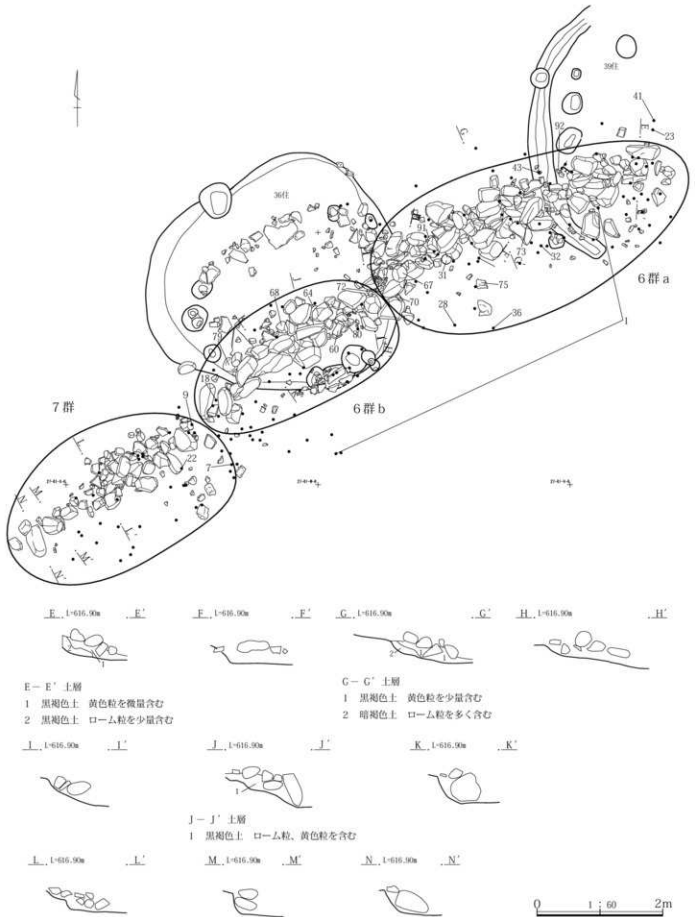 39住
41
23
92
E
G
43
36住
91
73
32
31
67
75
6群a
68
64
72
70
28
36
79
80
60
18
1
9
7群
6群b
22
7
N
M
M'
N'
E L=616.90m E'
F L=616.90m F'
G L=616.90m G'
H L=616.90m H'
2
1
E－E' 土層
1 黒褐色土 黄色粒を微量含む
2 黒褐色土 ローム粒を少量含む
G－G' 土層
1 黒褐色土 黄色粒を少量含む
2 暗褐色土 ローム粒を多く含む
I L=616.90m I'
J L=616.90m J'
K L=616.90m K'
1
J－J' 土層
1 黒褐色土 ローム粒、黄色粒を含む
L L=616.90m L'
M L=616.90m M'
N L=616.90m N'
0 1：60 2m